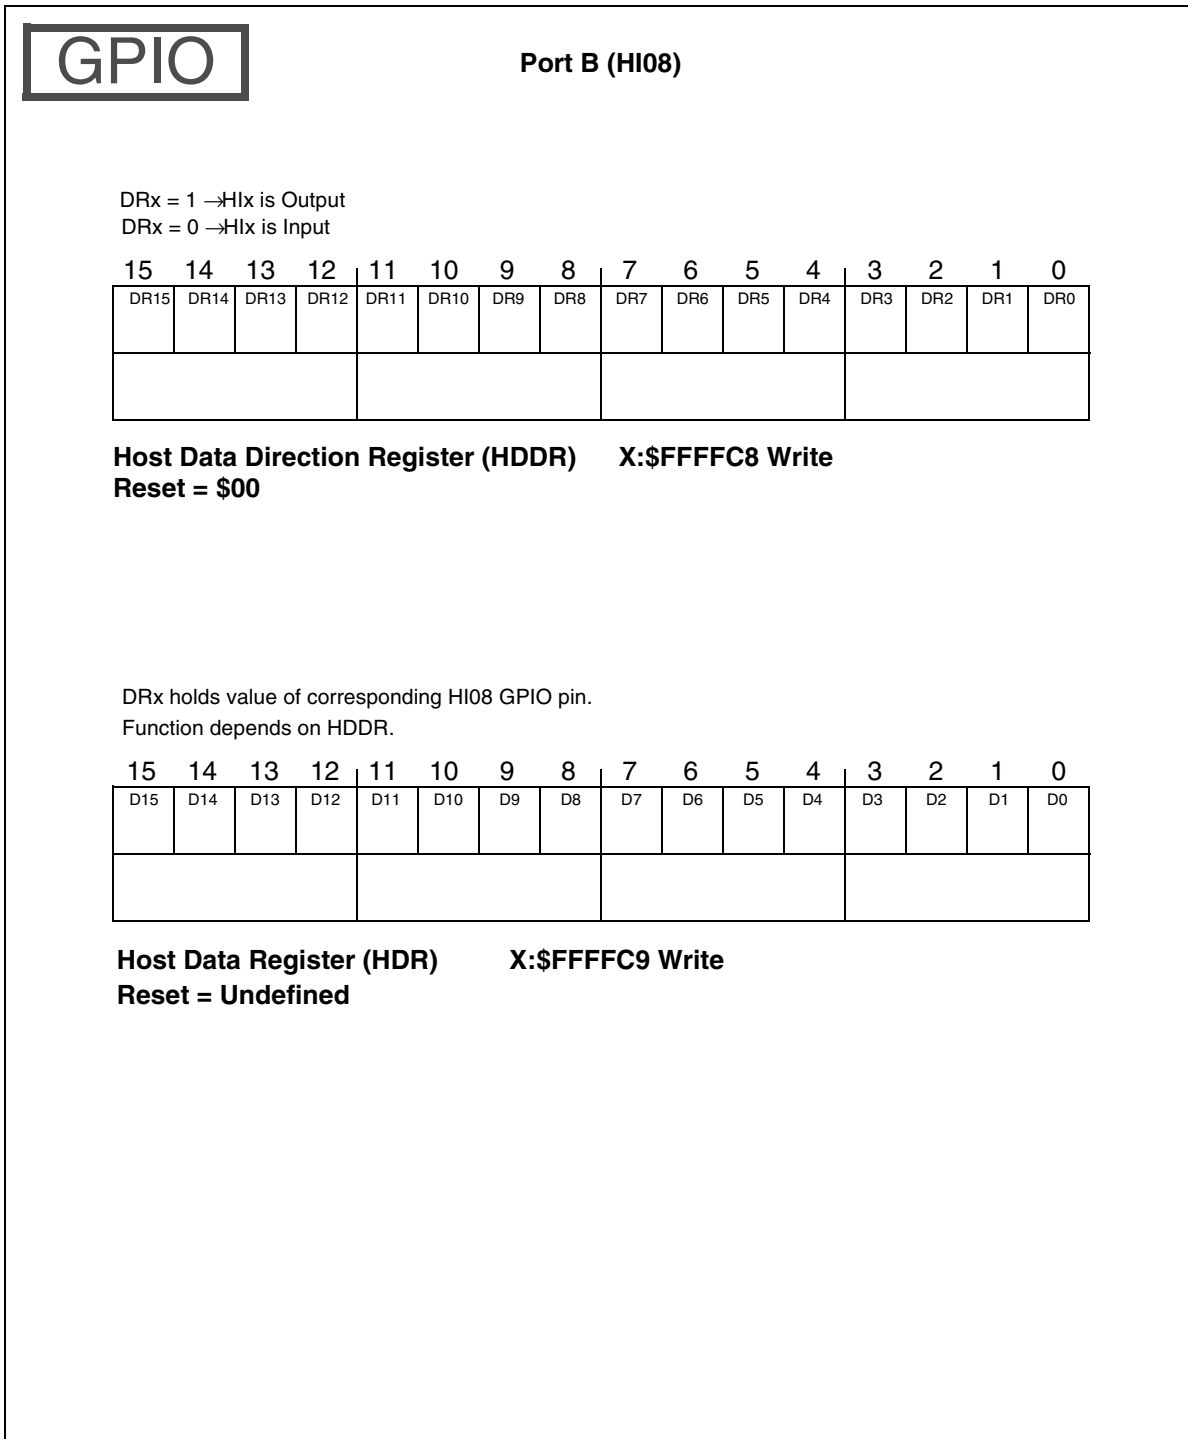 GPIO
Port B (HI08)
DRx = 1 →HIx is Output
DRx = 0 →HIx is Input
15 14 13 12 11 10 9 8 7 6 5 4 3 2 1 0
DR15 DR14 DR13 DR12 DR11 DR10 DR9 DR8 DR7 DR6 DR5 DR4 DR3 DR2 DR1 DR0
Host Data Direction Register (HDDR) X:$FFFFC8 Write
Reset = $00
DRx holds value of corresponding HI08 GPIO pin.
Function depends on HDDR.
15 14 13 12 11 10 9 8 7 6 5 4 3 2 1 0
D15 D14 D13 D12 D11 D10 D9 D8 D7 D6 D5 D4 D3 D2 D1 D0
Host Data Register (HDR) X:$FFFFC9 Write
Reset = Undefined